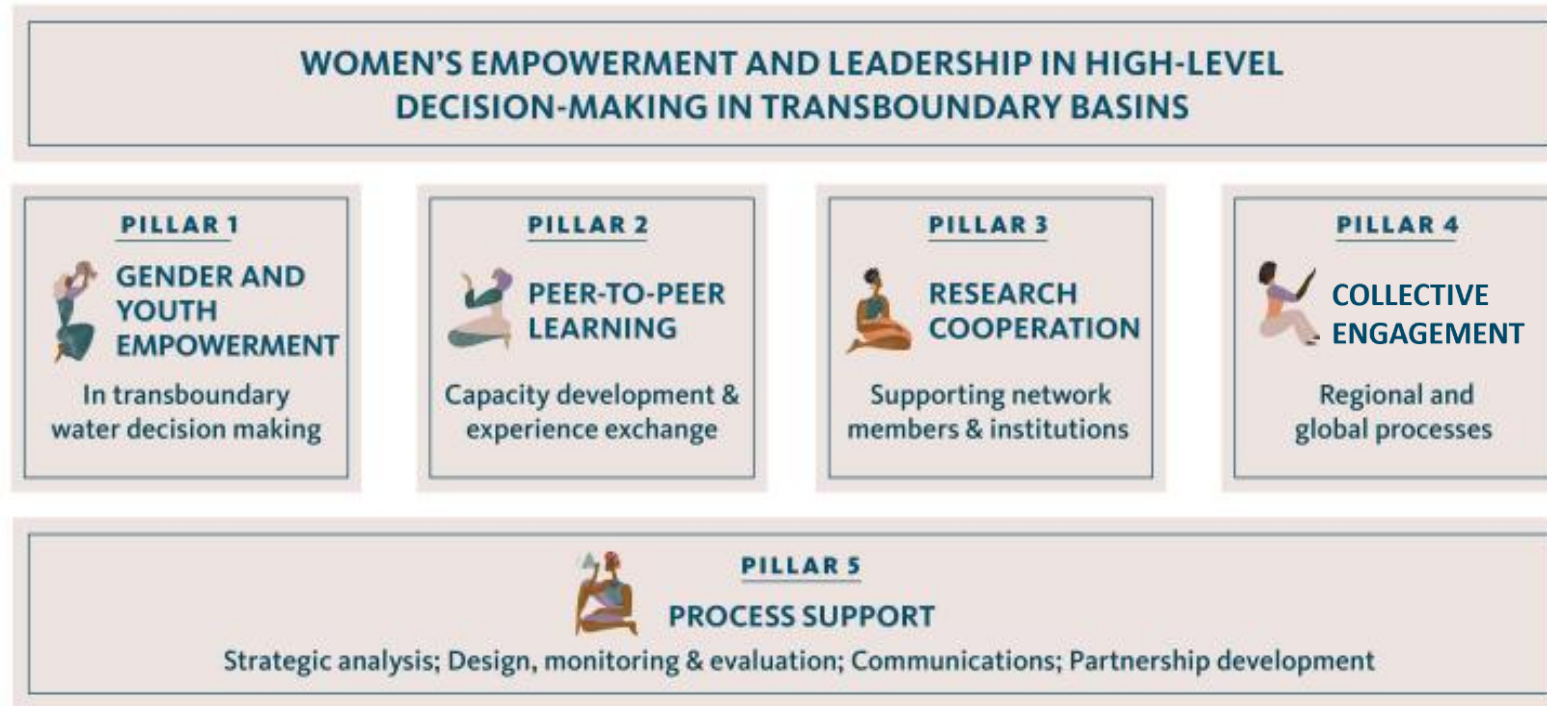 WOMEN’S EMPOWERMENT AND LEADERSHIP IN HIGH-LEVEL
DECISION-MAKING IN TRANSBOUNDARY BASINS
PILLAR 1
GENDER AND
YOUTH
EMPOWERMENT
In transboundary
water decision making
PILLAR 2
PEER-TO-PEER
LEARNING
Capacity development &
experience exchange
PILLAR 3
RESEARCH
COOPERATION
Supporting network
members & institutions
PILLAR 4
COLLECTIVE
ENGAGEMENT
Regional and
global processes
PILLAR 5
PROCESS SUPPORT
Strategic analysis; Design, monitoring & evaluation; Communications; Partnership development